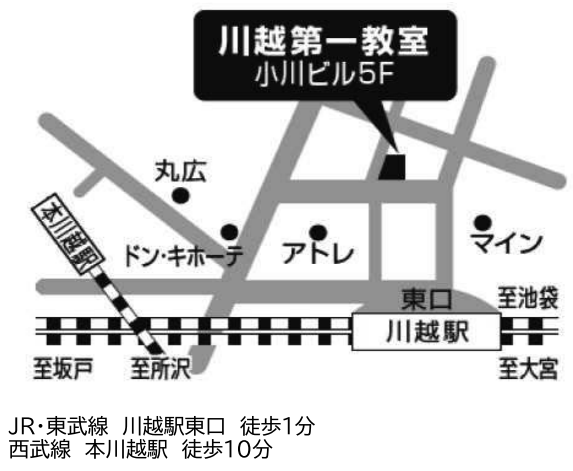 川越第一教室
小川ビル5F
丸広
本川越駅
ドン・キホーテ
アトレ
マイン
東口
至池袋
川越駅
至坂戸
至所沢
至大宮
JR・東武線 川越駅東口 徒歩1分
西武線 本川越駅 徒歩10分